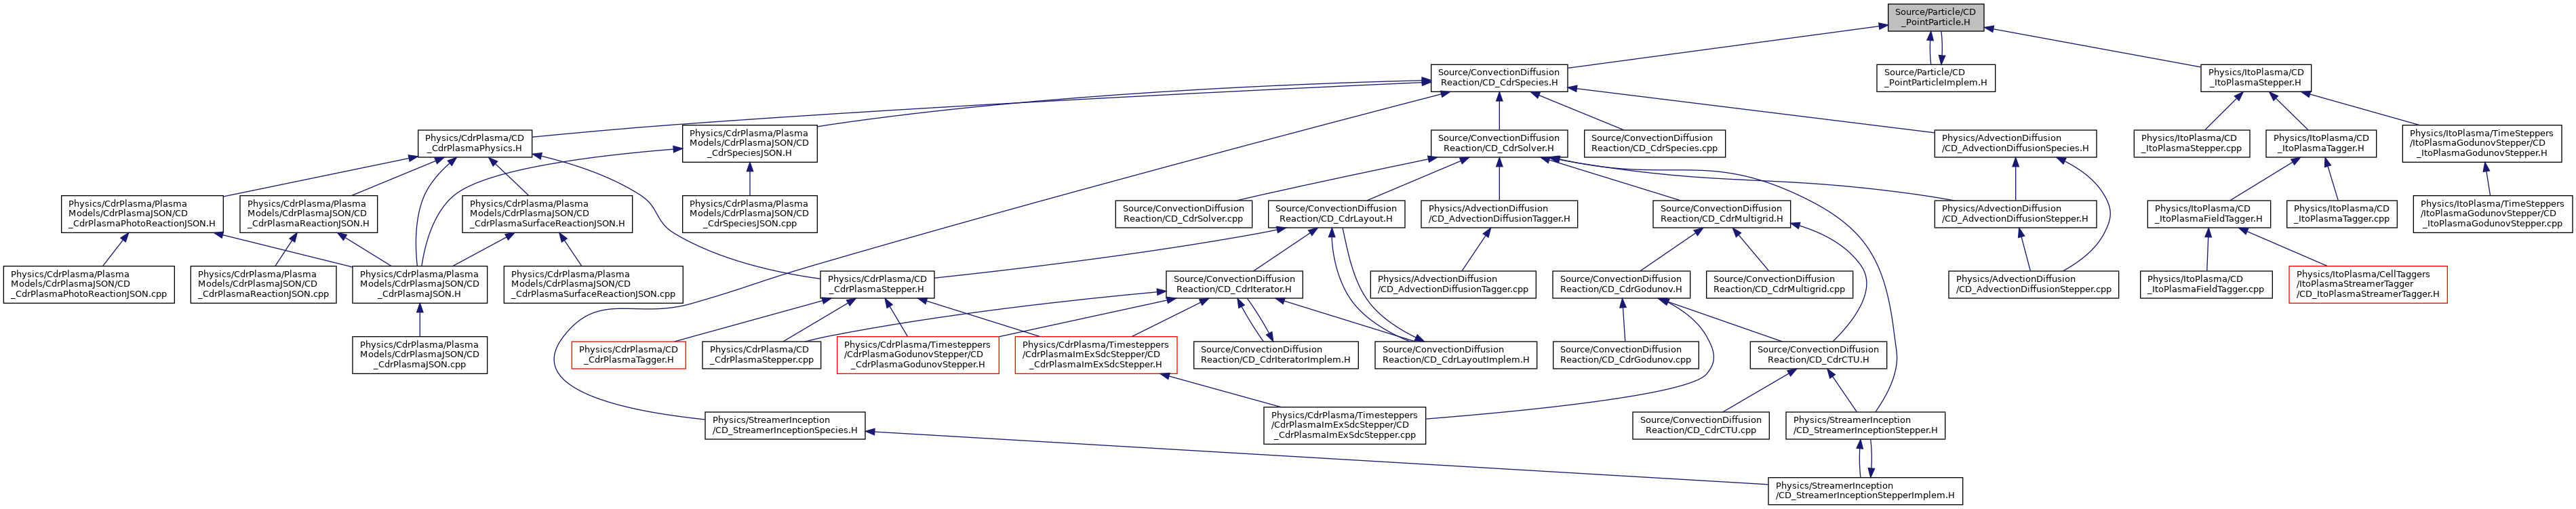 Source/Particle/CD
_PointParticle.H
Source/ConvectionDiffusion
Reaction/CD_CdrSpecies.H
Source/Particle/CD
_PointParticleImplem.H
Physics/ItoPlasma/CD
_ItoPlasmaStepper.H
Physics/CdrPlasma/CD
_CdrPlasmaPhysics.H
Physics/CdrPlasma/Plasma
Models/CdrPlasmaJSON/CD
_CdrSpeciesJSON.H
Source/ConvectionDiffusion
Reaction/CD_CdrSolver.H
Source/ConvectionDiffusion
Reaction/CD_CdrSpecies.cpp
Physics/AdvectionDiffusion
/CD_AdvectionDiffusionSpecies.H
Physics/ItoPlasma/CD
_ItoPlasmaStepper.cpp
Physics/ItoPlasma/CD
_ItoPlasmaTagger.H
Physics/ItoPlasma/TimeSteppers
/ItoPlasmaGodunovStepper/CD
_ItoPlasmaGodunovStepper.H
Physics/CdrPlasma/Plasma
Models/CdrPlasmaJSON/CD
_CdrPlasmaPhotoReactionJSON.H
Physics/CdrPlasma/Plasma
Models/CdrPlasmaJSON/CD
_CdrPlasmaReactionJSON.H
Physics/CdrPlasma/Plasma
Models/CdrPlasmaJSON/CD
_CdrPlasmaSurfaceReactionJSON.H
Physics/CdrPlasma/Plasma
Models/CdrPlasmaJSON/CD
_CdrSpeciesJSON.cpp
Source/ConvectionDiffusion
Reaction/CD_CdrSolver.cpp
Source/ConvectionDiffusion
Reaction/CD_CdrLayout.H
Physics/AdvectionDiffusion
/CD_AdvectionDiffusionTagger.H
Source/ConvectionDiffusion
Reaction/CD_CdrMultigrid.H
Physics/AdvectionDiffusion
/CD_AdvectionDiffusionStepper.H
Physics/ItoPlasma/CD
_ItoPlasmaFieldTagger.H
Physics/ItoPlasma/CD
_ItoPlasmaTagger.cpp
Physics/ItoPlasma/TimeSteppers
/ItoPlasmaGodunovStepper/CD
_ItoPlasmaGodunovStepper.cpp
Physics/CdrPlasma/Plasma
Models/CdrPlasmaJSON/CD
_CdrPlasmaPhotoReactionJSON.cpp
Physics/CdrPlasma/Plasma
Models/CdrPlasmaJSON/CD
_CdrPlasmaReactionJSON.cpp
Physics/CdrPlasma/Plasma
Models/CdrPlasmaJSON/CD
_CdrPlasmaJSON.H
Physics/CdrPlasma/Plasma
Models/CdrPlasmaJSON/CD
_CdrPlasmaSurfaceReactionJSON.cpp
Physics/CdrPlasma/CD
_CdrPlasmaStepper.H
Source/ConvectionDiffusion
Reaction/CD_CdrIterator.H
Physics/AdvectionDiffusion
/CD_AdvectionDiffusionTagger.cpp
Source/ConvectionDiffusion
Reaction/CD_CdrGodunov.H
Source/ConvectionDiffusion
Reaction/CD_CdrMultigrid.cpp
Physics/AdvectionDiffusion
/CD_AdvectionDiffusionStepper.cpp
Physics/ItoPlasma/CD
_ItoPlasmaFieldTagger.cpp
Physics/ItoPlasma/CellTaggers
/ItoPlasmaStreamerTagger
/CD_ItoPlasmaStreamerTagger.H
Physics/CdrPlasma/Plasma
Models/CdrPlasmaJSON/CD
_CdrPlasmaJSON.cpp
Physics/CdrPlasma/CD
_CdrPlasmaTagger.H
Physics/CdrPlasma/CD
_CdrPlasmaStepper.cpp
Physics/CdrPlasma/Timesteppers
/CdrPlasmaGodunovStepper/CD
_CdrPlasmaGodunovStepper.H
Physics/CdrPlasma/Timesteppers
/CdrPlasmaImExSdcStepper/CD
_CdrPlasmaImExSdcStepper.H
Source/ConvectionDiffusion
Reaction/CD_CdrIteratorImplem.H
Source/ConvectionDiffusion
Reaction/CD_CdrLayoutImplem.H
Source/ConvectionDiffusion
Reaction/CD_CdrGodunov.cpp
Source/ConvectionDiffusion
Reaction/CD_CdrCTU.H
Physics/StreamerInception
/CD_StreamerInceptionSpecies.H
Physics/CdrPlasma/Timesteppers
/CdrPlasmaImExSdcStepper/CD
_CdrPlasmaImExSdcStepper.cpp
Source/ConvectionDiffusion
Reaction/CD_CdrCTU.cpp
Physics/StreamerInception
/CD_StreamerInceptionStepper.H
Physics/StreamerInception
/CD_StreamerInceptionStepperImplem.H